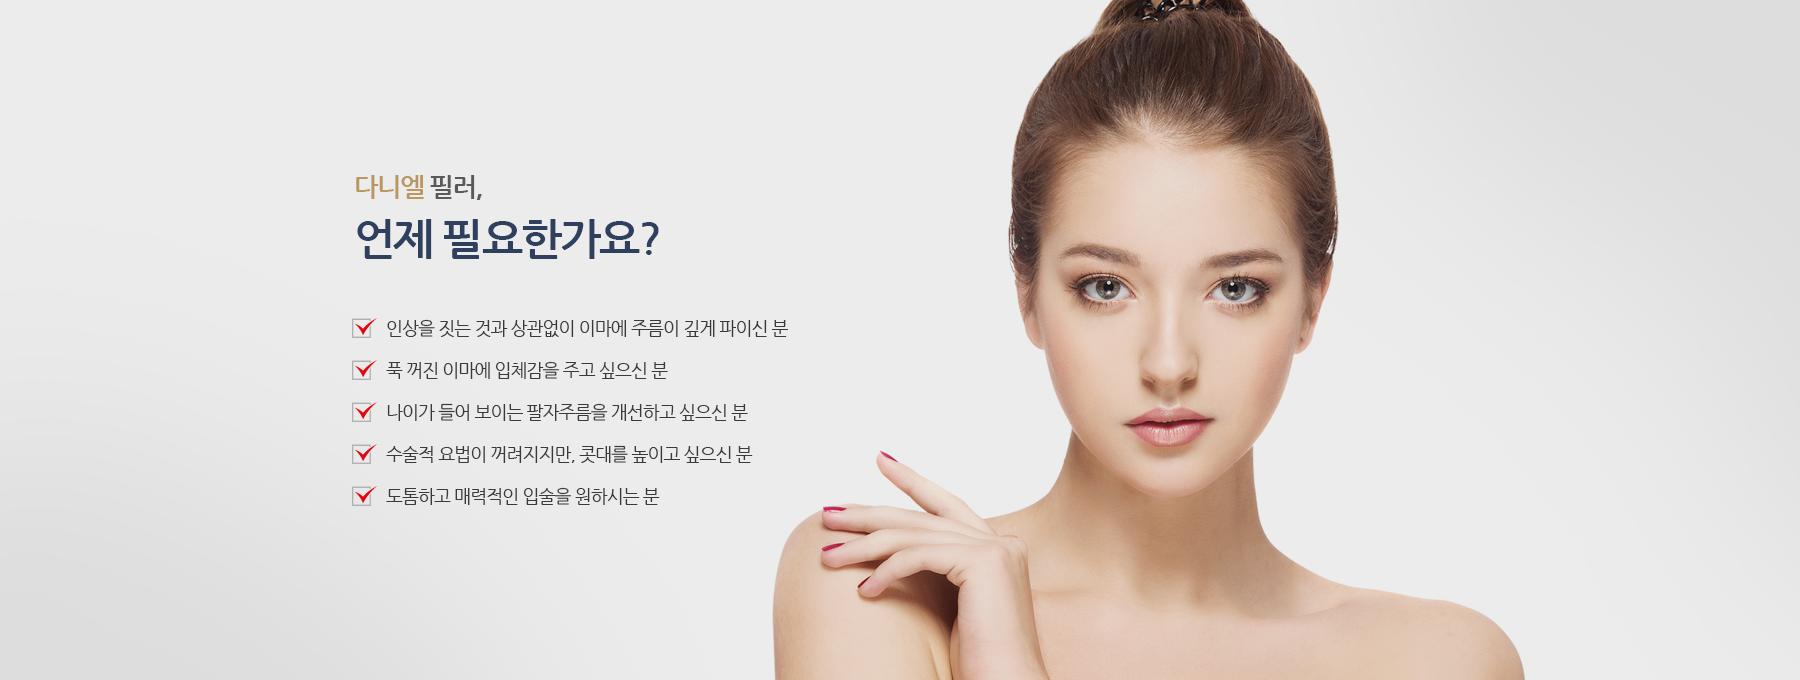 다니엘 필러,
언제 필요한가요?
인상을 짓는 것과 상관없이 이마에 주름이 깊게 파이신 분
푹 꺼진 이마에 입체감을 주고 싶으신 분
나이가 들어 보이는 팔자주름을 개선하고 싶으신 분
수술적 요법이 꺼려지지만, 콧대를 높이고 싶으신 분
도톰하고 매력적인 입술을 원하시는 분